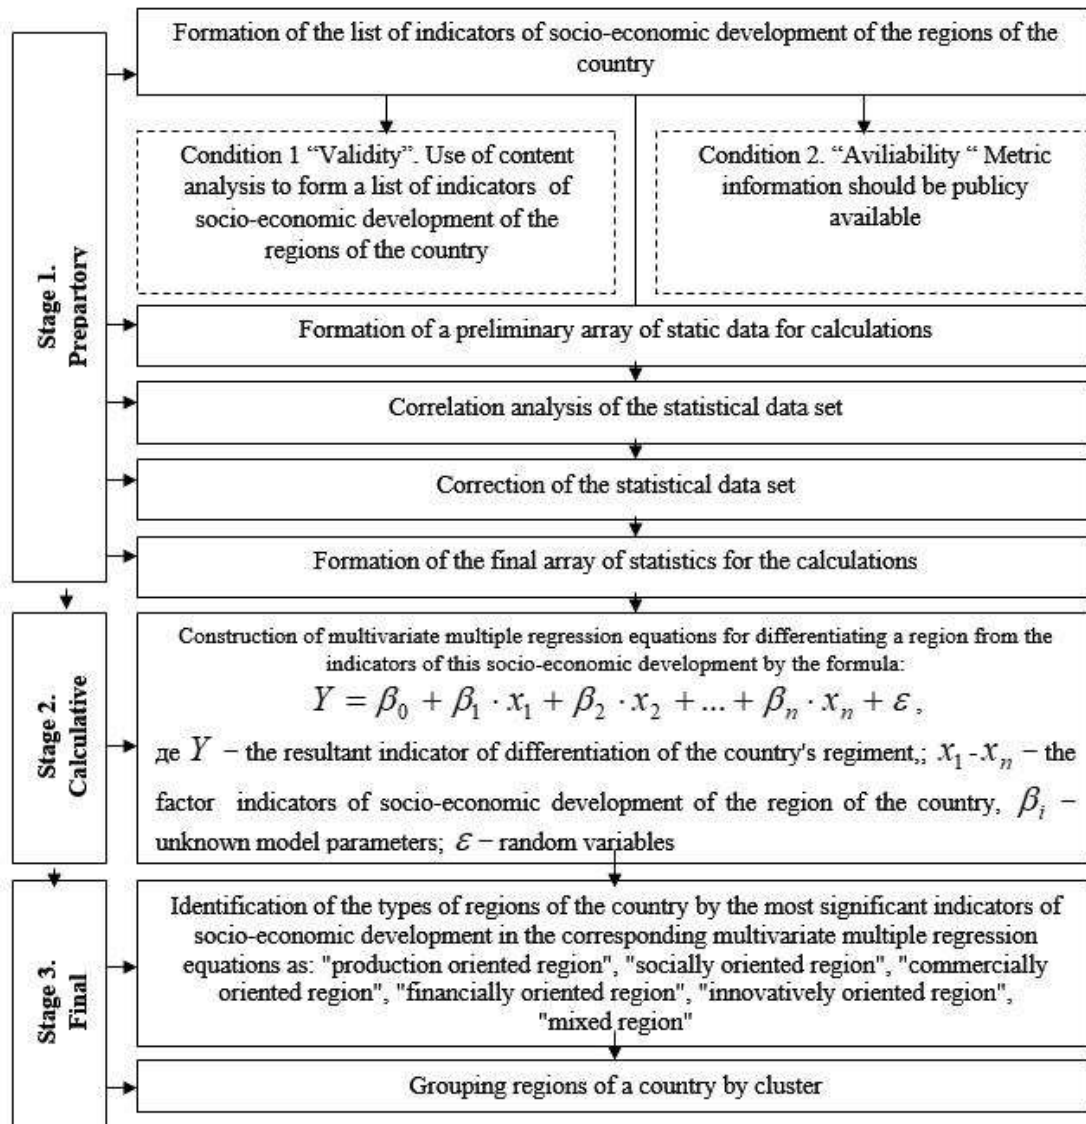 Formation of the list of indicators of socio-economic development of the regions of the
country
Stage 1.
Prepartory
Condition 1 “Validity”. Use of content
analysis to form a list of indicators of
socio-economic development of the
regions of the country
Condition 2. “Aviliability “ Metric
information should be publicy
available
Formation of a preliminary array of static data for calculations
Correlation analysis of the statistical data set
Correction of the statistical data set
Formation of the final array of statistics for the calculations
Stage 2.
Calculative
Construction of multivariate multiple regression equations for differentiating a region from the
indicators of this socio-economic development by the formula:
Y = β₀ + β₁ · x₁ + β₂ · x₂ + ... + βₙ · xₙ + ε ,
де Y – the resultant indicator of differentiation of the country's regiment,; x₁ - xₙ – the
factor indicators of socio-economic development of the region of the country, βᵢ –
unknown model parameters; ε – random variables
Stage 3.
Final
Identification of the types of regions of the country by the most significant indicators of
socio-economic development in the corresponding multivariate multiple regression
equations as: "production oriented region", "socially oriented region", "commercially
oriented region", "financially oriented region", "innovatively oriented region",
"mixed region"
Grouping regions of a country by cluster